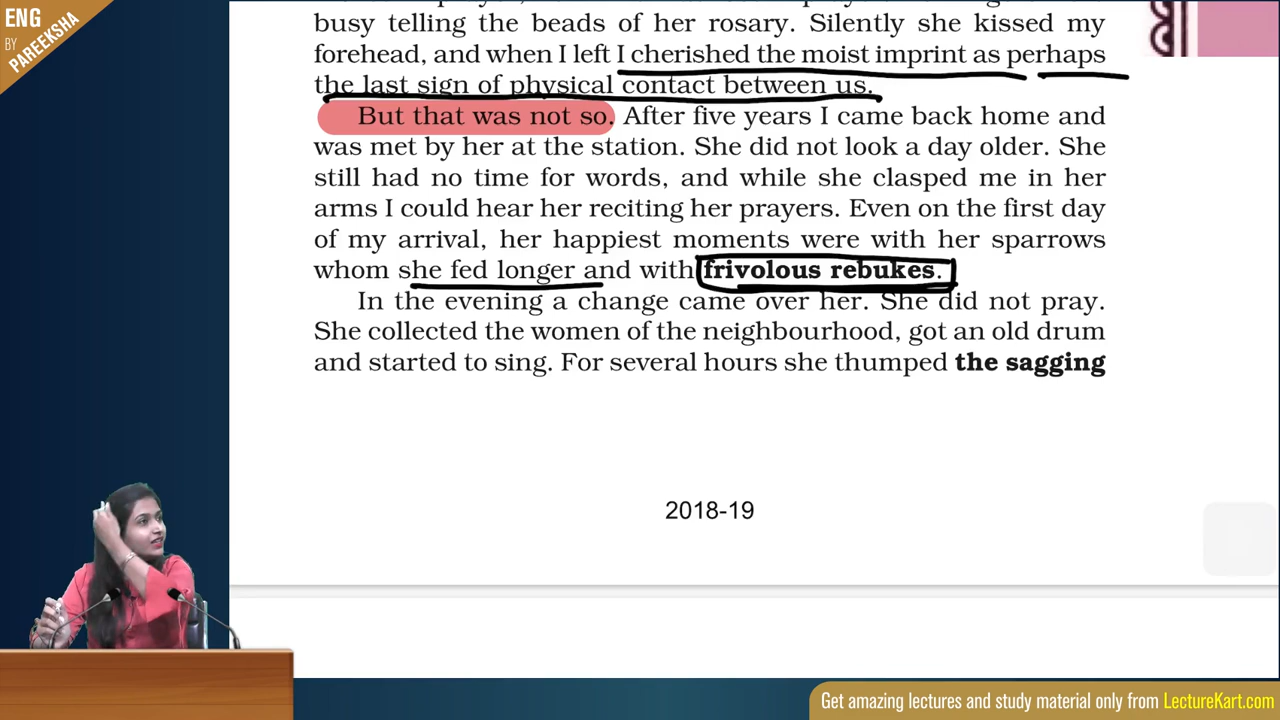 ENG
BY
PAREEKSHA
busy telling the beads of her rosary. Silently she kissed my
forehead, and when I left I cherished the moist imprint as perhaps
the last sign of physical contact between us.
But that was not so. After five years I came back home and
was met by her at the station. She did not look a day older. She
still had no time for words, and while she clasped me in her
arms I could hear her reciting her prayers. Even on the first day
of my arrival, her happiest moments were with her sparrows
whom she fed longer and with frivolous rebukes.
In the evening a change came over her. She did not pray.
She collected the women of the neighbourhood, got an old drum
and started to sing. For several hours she thumped the sagging
2018-19
Get amazing lectures and study material only from LectureKart.com